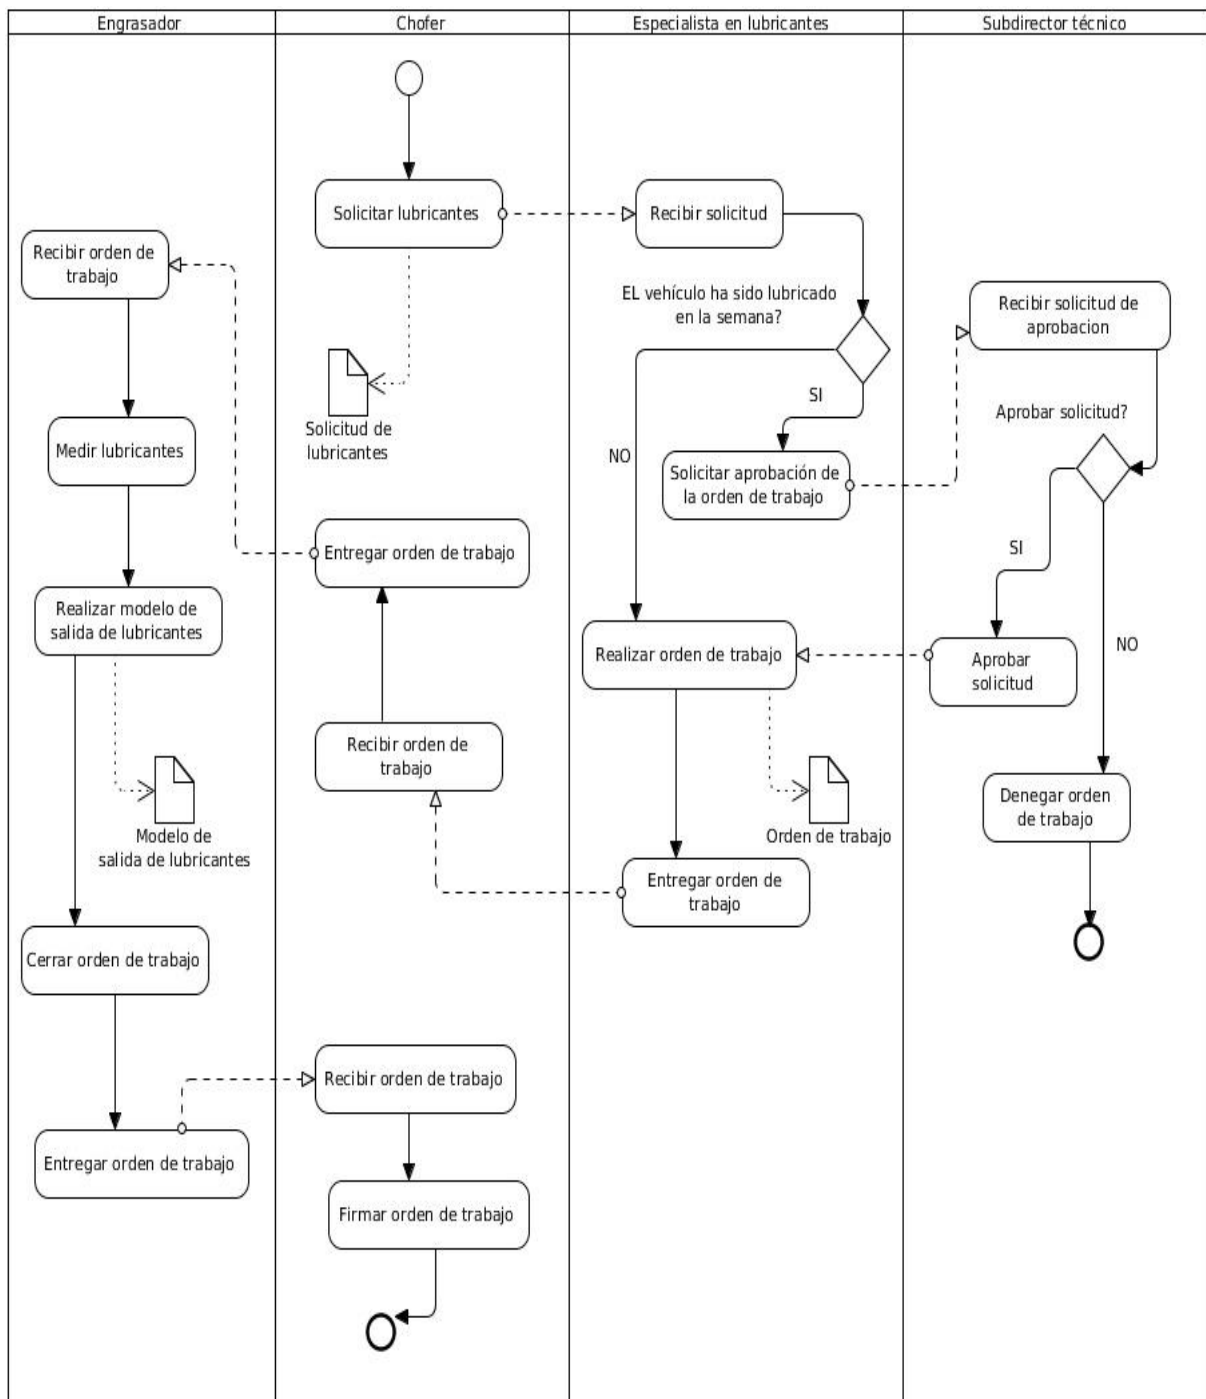 Engrasador
Chofer
Especialista en lubricantes
Subdirector técnico
Solicitar lubricantes
Recibir solicitud
Recibir orden de
trabajo
EL vehículo ha sido lubricado
en la semana?
Recibir solicitud de
aprobacion
SI
Aprobar solicitud?
Solicitud de
lubricantes
Medir lubricantes
NO
Solicitar aprobación de
la orden de trabajo
Entregar orden de trabajo
SI
Realizar modelo de
salida de lubricantes
Realizar orden de trabajo
NO
Aprobar
solicitud
Recibir orden de
trabajo
Denegar orden
de trabajo
Modelo de
salida de lubricantes
Orden de trabajo
Entregar orden de
trabajo
Cerrar orden de trabajo
Recibir orden de trabajo
Entregar orden de trabajo
Firmar orden de trabajo